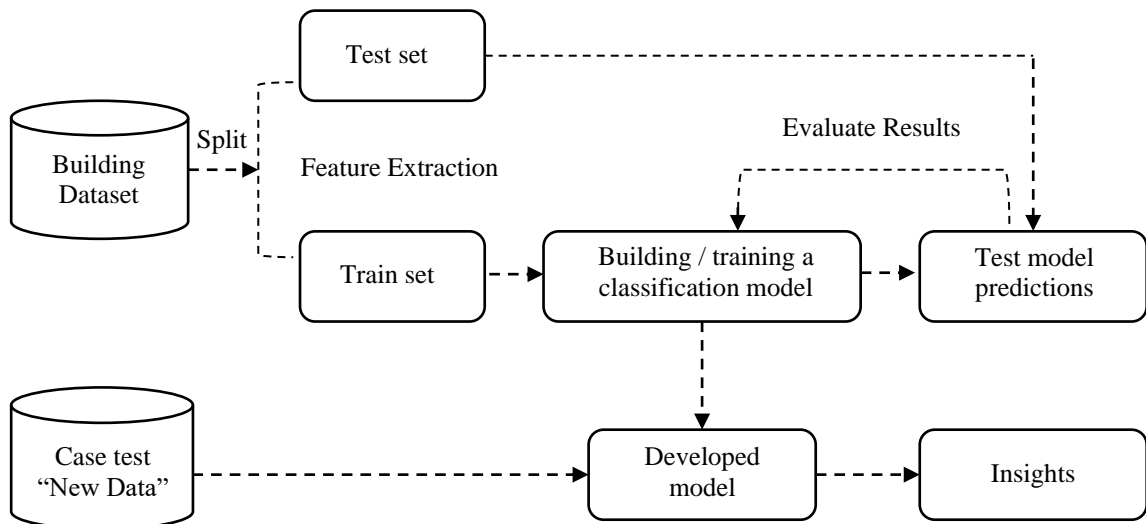 Test set
Split
Evaluate Results
Building
Dataset
Feature Extraction
Train set
Building / training a
classification model
Test model
predictions
Case test
“New Data”
Developed
model
Insights